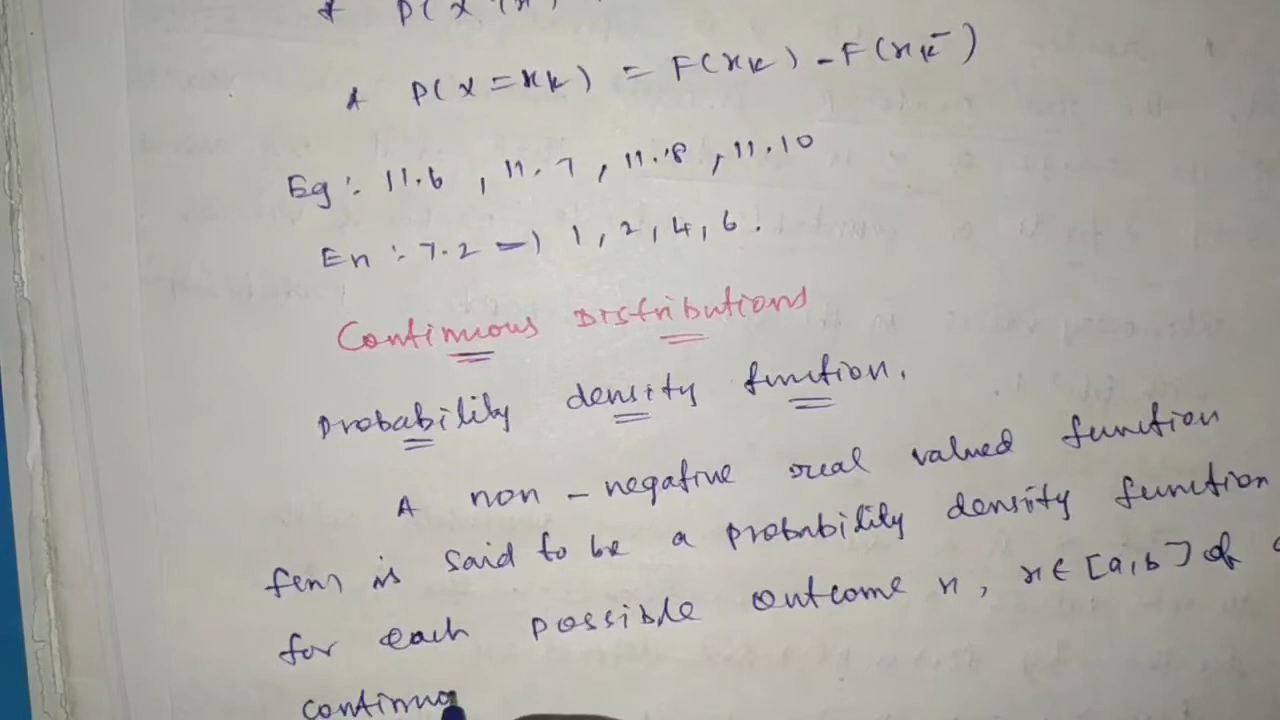 P(X
P(X=xk) = F(xk) - F(xk⁻)
Eg: 11.6, 11.7, 11.8, 11.10
Ex: 7.2 → 1, 2, 4, 6.
Continuous Distributions
Probability density function.
A non-negative real valued function
f(x) is said to be a probability density function
for each possible outcome x, x∈[a,b] of
continuo